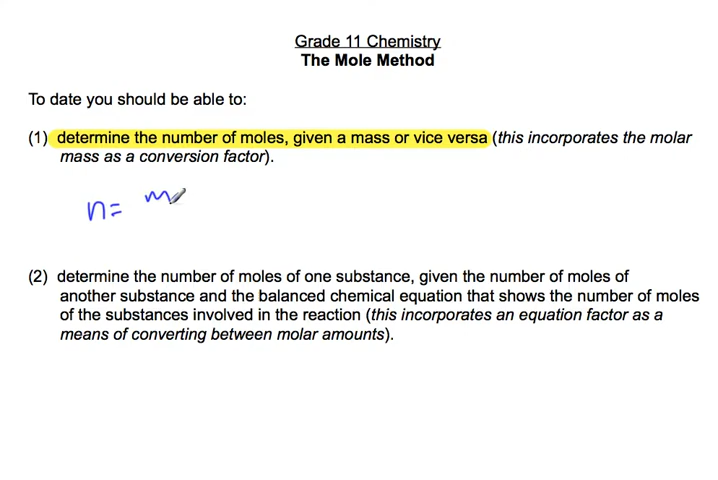 Grade 11 Chemistry
The Mole Method
To date you should be able to:
(1) determine the number of moles, given a mass or vice versa (this incorporates the molar
mass as a conversion factor).
n= m
(2) determine the number of moles of one substance, given the number of moles of
another substance and the balanced chemical equation that shows the number of moles
of the substances involved in the reaction (this incorporates an equation factor as a
means of converting between molar amounts).